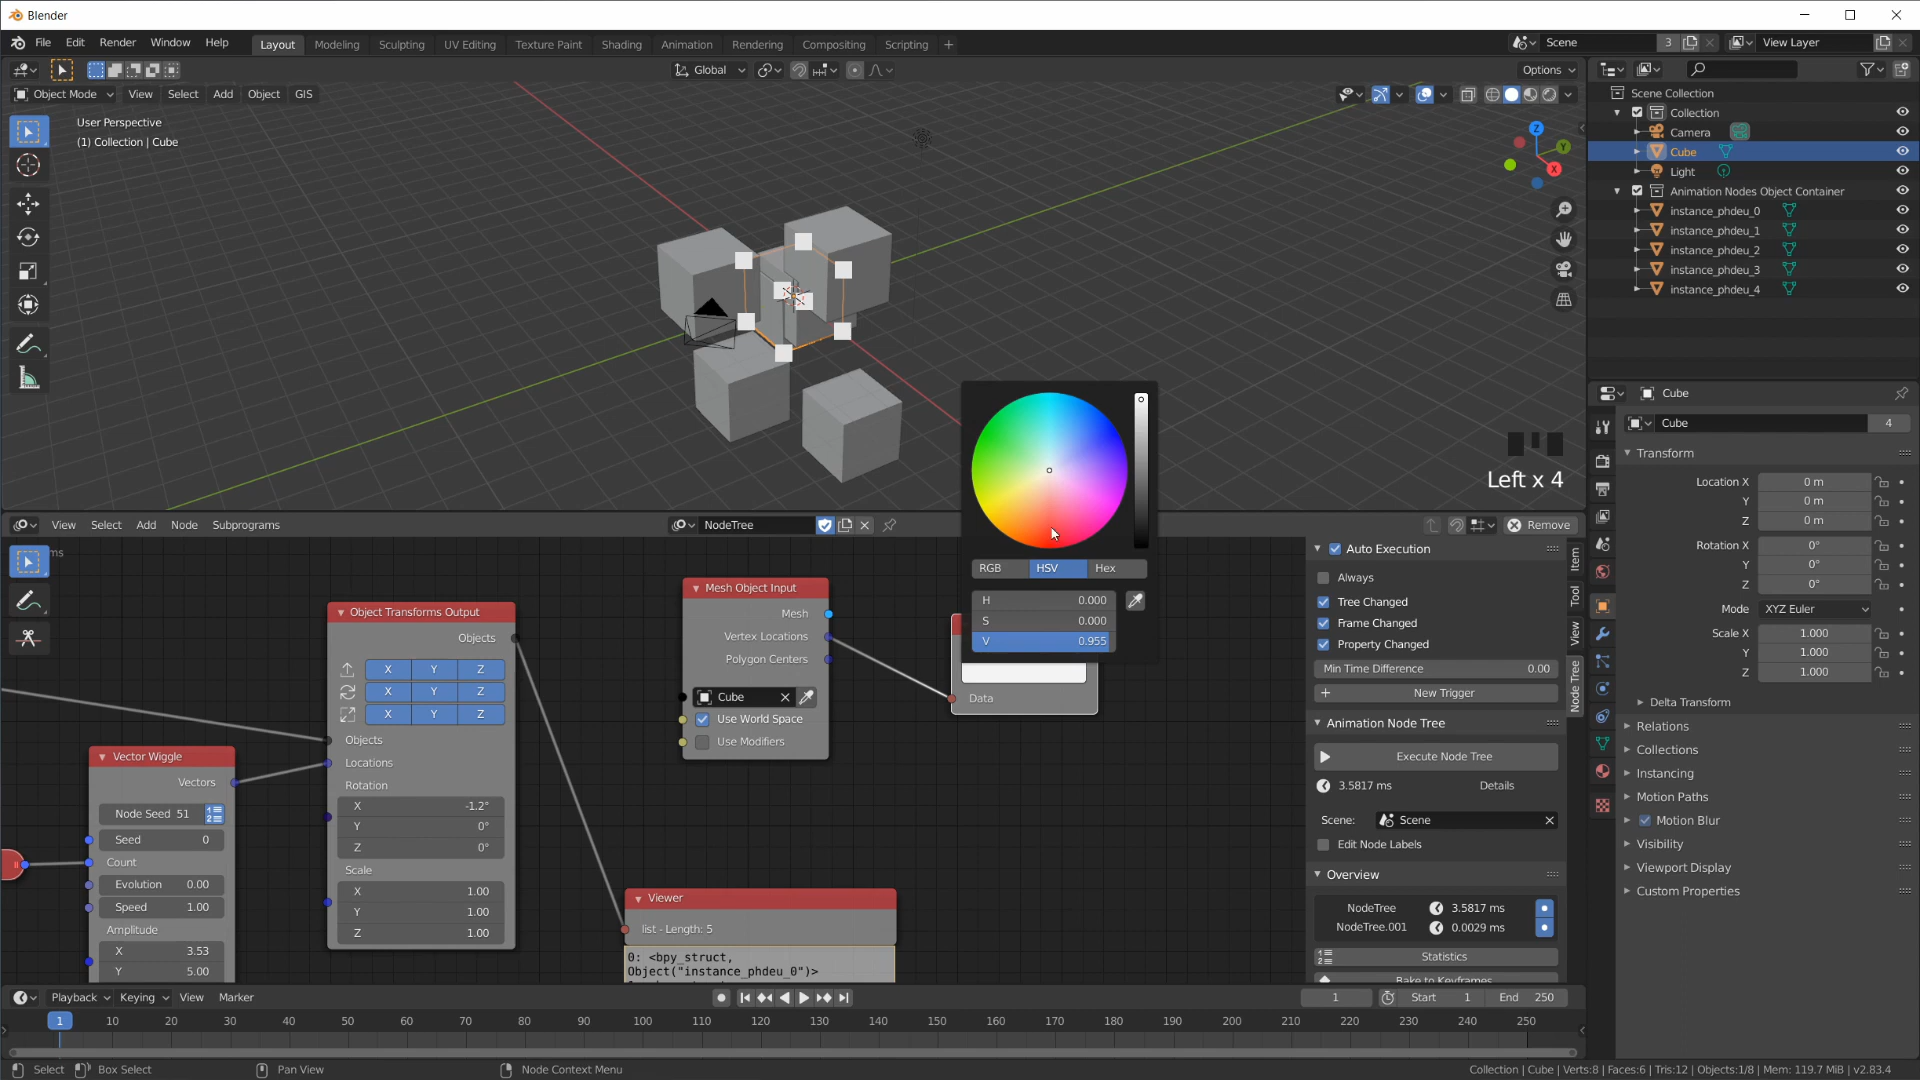 Blender
File Edit Render Window Help Layout Modeling Sculpting UV Editing Texture Paint Shading Animation Rendering Compositing Scripting + Scene 3 View Layer
Global Options
Object Mode View Select Add Object GIS
User Perspective
(1) Collection | Cube
Z
Y
X
Left x 4
Scene Collection
Collection
Camera
Cube
Light
Animation Nodes Object Container
instance_phdeu_0
instance_phdeu_1
instance_phdeu_2
instance_phdeu_3
instance_phdeu_4
Cube
Cube 4
Transform
Location X 0 m
Y 0 m
Z 0 m
Rotation X 0°
Y 0°
Z 0°
Mode XYZ Euler
Scale X 1.000
Y 1.000
Z 1.000
Delta Transform
Relations
Collections
Instancing
Motion Paths
Motion Blur
Visibility
Viewport Display
Custom Properties
View Select Add Node Subprograms NodeTree Remove
ms
RGB HSV Hex
H 0.000
S 0.000
V 0.955
Data
Mesh Object Input
Mesh
Vertex Locations
Polygon Centers
Cube
Use World Space
Use Modifiers
Object Transforms Output
Objects
X Y Z
X Y Z
X Y Z
Objects
Locations
Rotation
X -1.2°
Y 0°
Z 0°
Scale
X 1.00
Y 1.00
Z 1.00
Vector Wiggle
Vectors
Node Seed 51
Seed 0
Count
Evolution 0.00
Speed 1.00
Amplitude
X 3.53
Y 5.00
Viewer
list - Length: 5
0: <bpy_struct,
Object("instance_phdeu_0")>
Auto Execution
Always
Tree Changed
Frame Changed
Property Changed
Min Time Difference 0.00
New Trigger
Animation Node Tree
Execute Node Tree
3.5817 ms Details
Scene: Scene
Edit Node Labels
Overview
NodeTree 3.5817 ms
NodeTree.001 0.0029 ms
Statistics
Bake to Keyframes
Item
Tool
View
Node Tree
Playback Keying View Marker 1 Start 1 End 250
1 10 20 30 40 50 60 70 80 90 100 110 120 130 140 150 160 170 180 190 200 210 220 230 240 250
Select Box Select Pan View Node Context Menu Collection | Cube | Verts:8 | Faces:6 | Tris:12 | Objects:1/8 | Mem: 119.7 MiB | v2.83.4